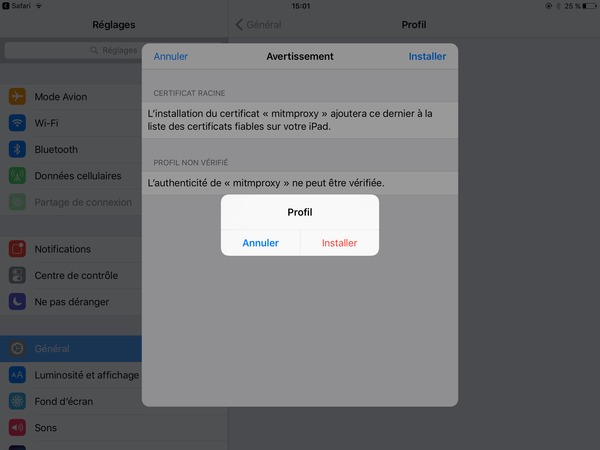 Safari
15:01
25 %
Réglages
Général
Profil
Réglages
Annuler
Avertissement
Installer
CERTIFICAT RACINE
L'installation du certificat « mitmproxy » ajoutera ce dernier à la
liste des certificats fiables sur votre iPad.
PROFIL NON VÉRIFIÉ
L'authenticité de « mitmproxy » ne peut être vérifiée.
Profil
Annuler
Installer
Mode Avion
Wi-Fi
Bluetooth
Données cellulaires
Partage de connexion
Notifications
Centre de contrôle
Ne pas déranger
Général
AA
Luminosité et affichage
Fond d'écran
Sons